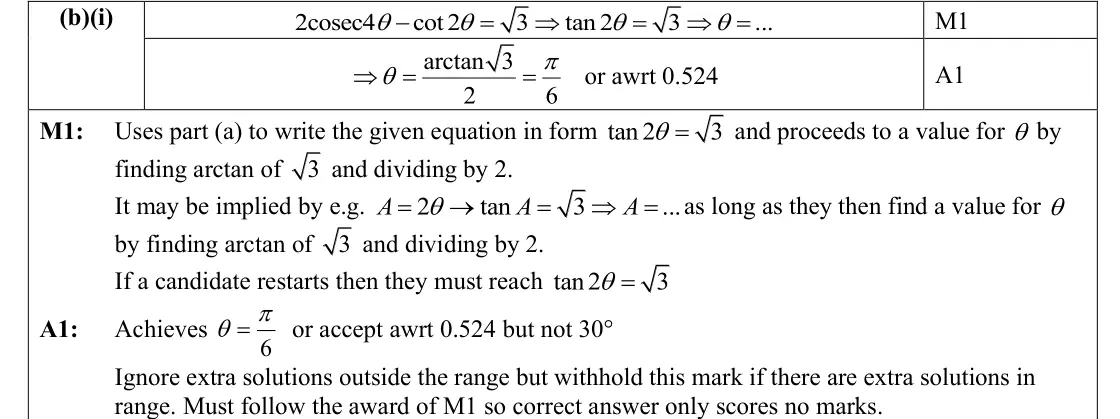 (b)(i) 2cosec4θ − cot 2θ = √3 ⇒ tan 2θ = √3 ⇒ θ = ... M1
⇒ θ = arctan√3/2 = π/6 or awrt 0.524 A1
M1: Uses part (a) to write the given equation in form tan 2θ = √3 and proceeds to a value for θ by
finding arctan of √3 and dividing by 2.
It may be implied by e.g. A = 2θ → tan A = √3 ⇒ A = ... as long as they then find a value for θ
by finding arctan of √3 and dividing by 2.
If a candidate restarts then they must reach tan 2θ = √3
A1: Achieves θ = π/6 or accept awrt 0.524 but not 30°
Ignore extra solutions outside the range but withhold this mark if there are extra solutions in
range. Must follow the award of M1 so correct answer only scores no marks.